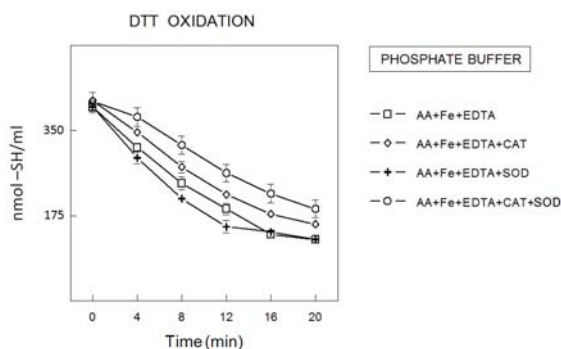 DTT OXIDATION
PHOSPHATE BUFFER
AA+Fe+EDTA
AA+Fe+EDTA+CAT
AA+Fe+EDTA+SOD
AA+Fe+EDTA+CAT+SOD
nmol–SH/ml
350
175
0 4 8 12 16 20
Time (min)